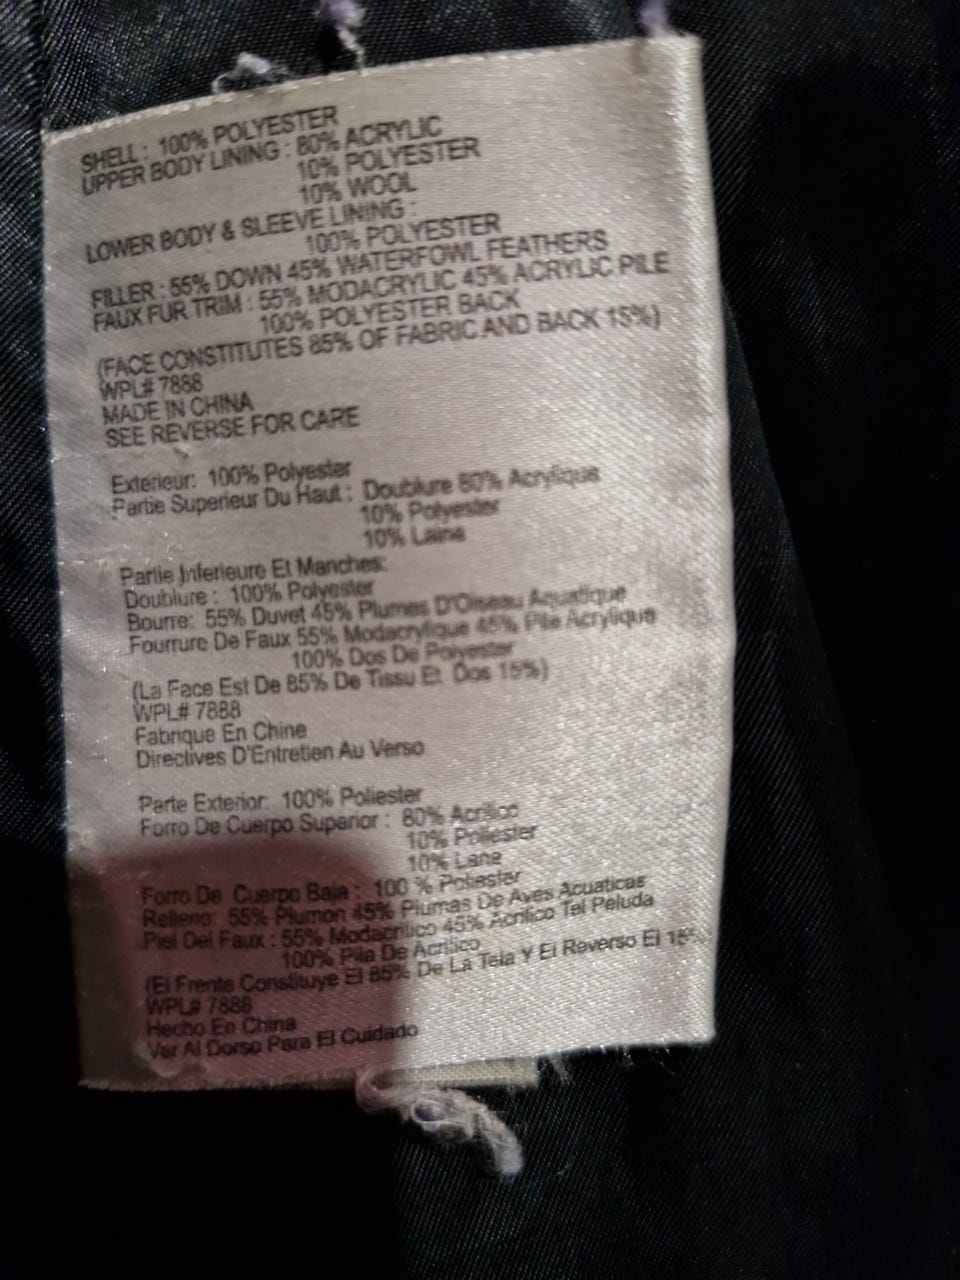 SHELL : 100% POLYESTER
UPPER BODY LINING : 80% ACRYLIC
10% POLYESTER
10% WOOL
LOWER BODY & SLEEVE LINING :
100% POLYESTER
FILLER : 55% DOWN 45% WATERFOWL FEATHERS
FAUX FUR TRIM : 55% MODACRYLIC 45% ACRYLIC PILE
100% POLYESTER BACK
(FACE CONSTITUTES 85% OF FABRIC AND BACK 15%)
WPL# 7888
MADE IN CHINA
SEE REVERSE FOR CARE
Exterieur: 100% Polyester
Partie Superieur Du Haut : Doublure 80% Acrylique
10% Polyester
10% Laine
Partie Inferieure Et Manches:
Doublure : 100% Polyester
Bourre: 55% Duvet 45% Plumes D'Oiseau Aquatique
Fourrure De Faux 55% Modacrylique 45% Pile Acrylique
100% Dos De Polyester
(La Face Est De 85% De Tissu Et Dos 15%)
WPL# 7888
Fabrique En Chine
Directives D'Entretien Au Verso
Parte Exterior: 100% Poliester
Forro De Cuerpo Superior : 80% Acrilico
10% Poliester
10% Lana
Forro De Cuerpo Baja : 100 % Poliester
Relleno: 55% Plumon 45% Plumas De Aves Acuaticas
Piel Del Faux : 55% Modacritico 45% Acrilico Tel Peluda
100% Pila De Acrilico
(El Frente Constituye El 85% De La Tela Y El Reverso El 15%
WPL# 7888
Hecho En China
Ver Al Dorso Para El Cuidado